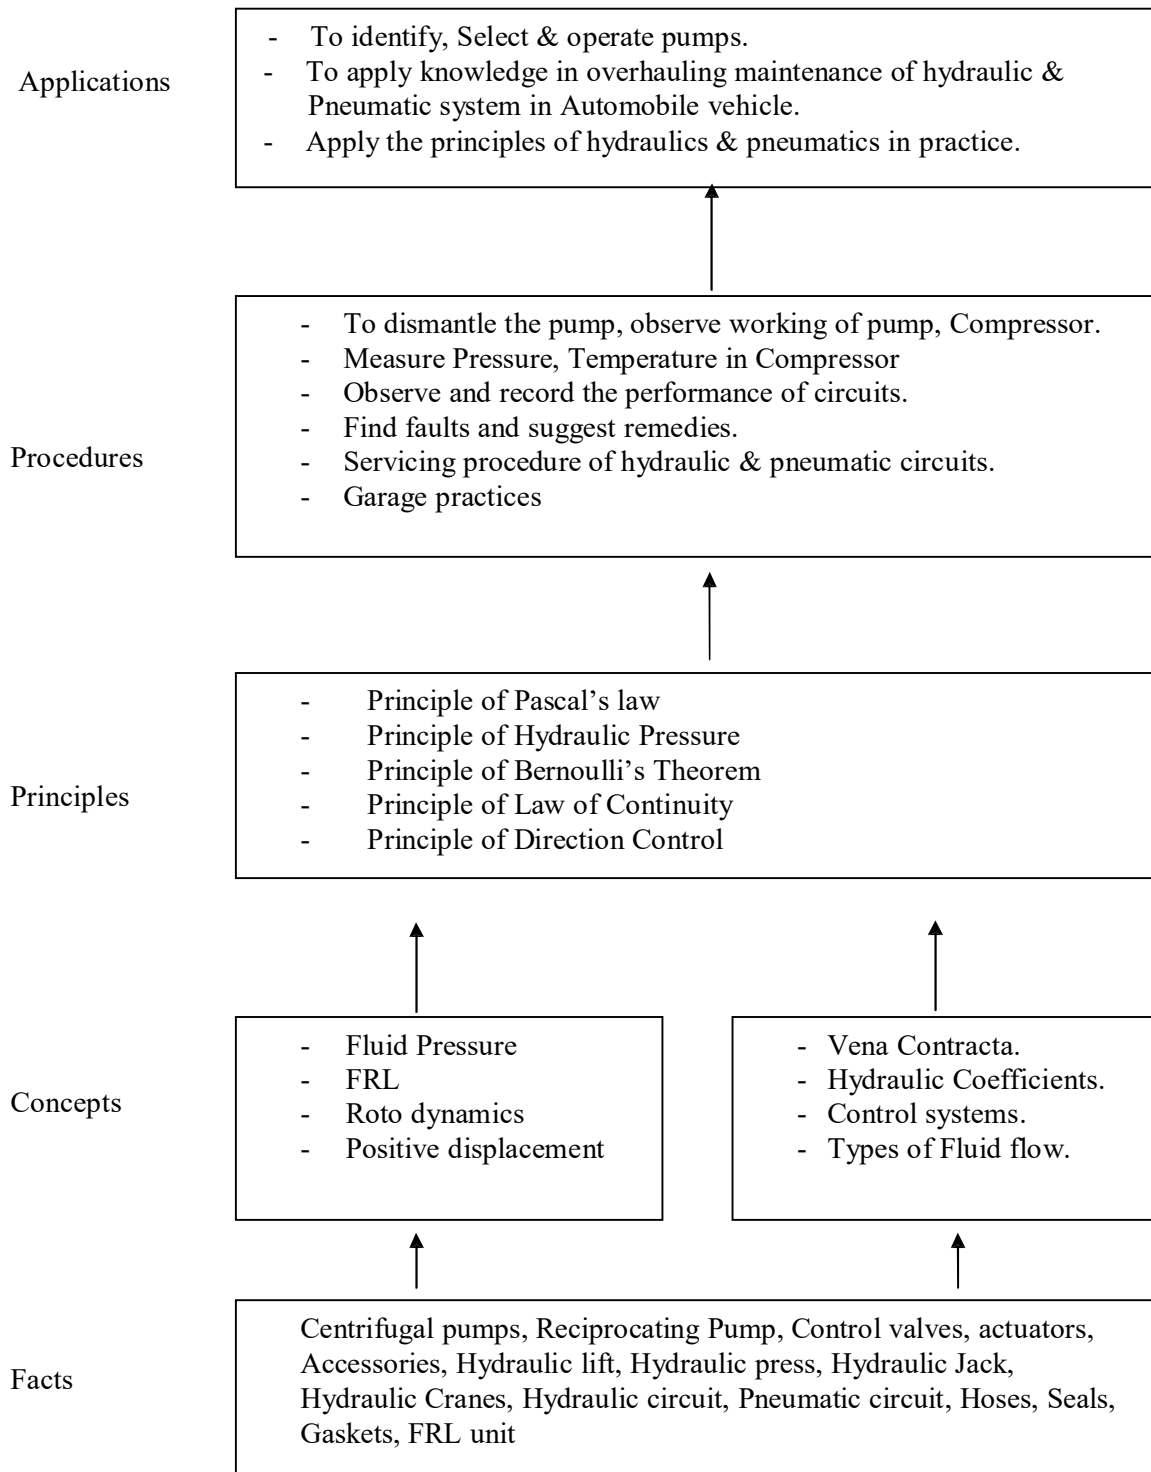 Applications
- To identify, Select & operate pumps.
- To apply knowledge in overhauling maintenance of hydraulic &
Pneumatic system in Automobile vehicle.
- Apply the principles of hydraulics & pneumatics in practice.
Procedures
- To dismantle the pump, observe working of pump, Compressor.
- Measure Pressure, Temperature in Compressor
- Observe and record the performance of circuits.
- Find faults and suggest remedies.
- Servicing procedure of hydraulic & pneumatic circuits.
- Garage practices
Principles
- Principle of Pascal’s law
- Principle of Hydraulic Pressure
- Principle of Bernoulli’s Theorem
- Principle of Law of Continuity
- Principle of Direction Control
Concepts
- Fluid Pressure
- FRL
- Roto dynamics
- Positive displacement
- Vena Contracta.
- Hydraulic Coefficients.
- Control systems.
- Types of Fluid flow.
Facts
Centrifugal pumps, Reciprocating Pump, Control valves, actuators,
Accessories, Hydraulic lift, Hydraulic press, Hydraulic Jack,
Hydraulic Cranes, Hydraulic circuit, Pneumatic circuit, Hoses, Seals,
Gaskets, FRL unit